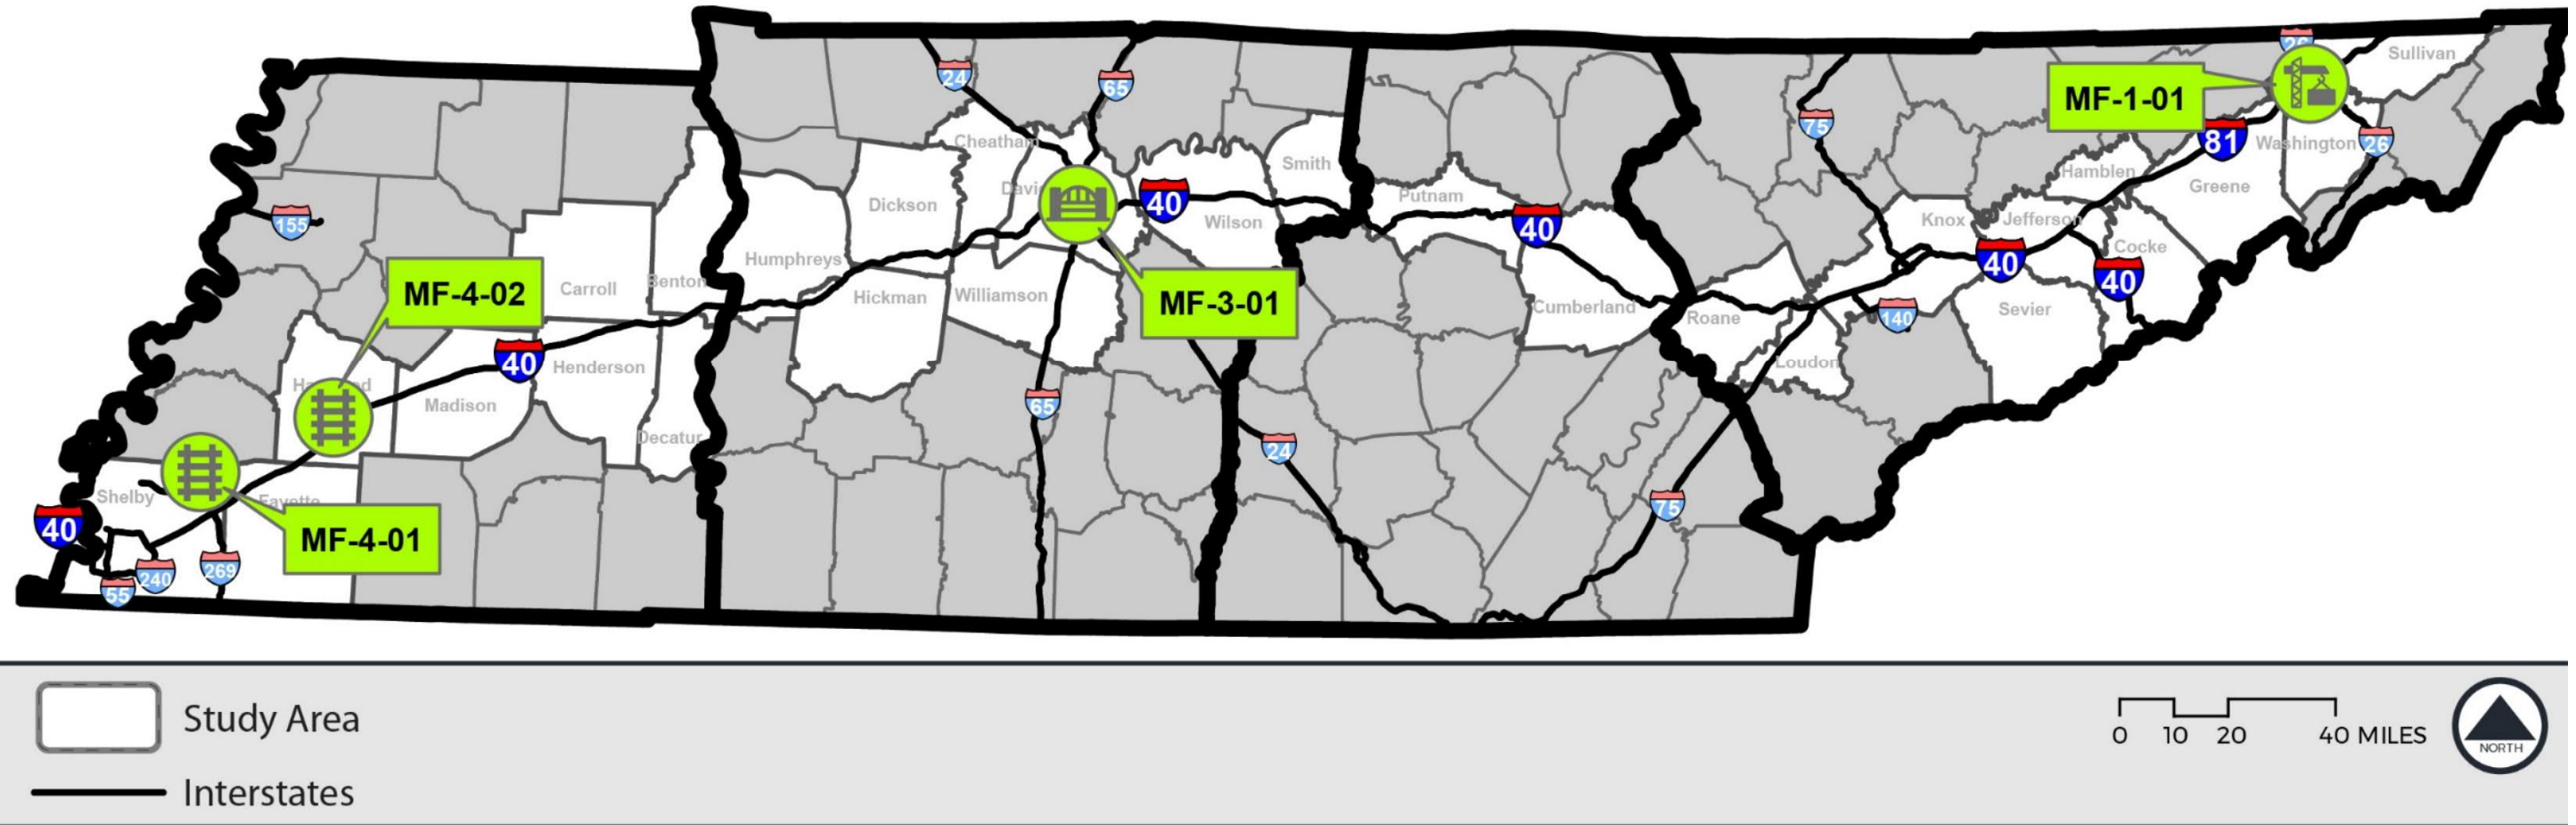 26
Sullivan
24
65
75
MF-1-01
81
Washington
26
Cheatham
Smith
Hamblen
Greene
155
Dickson
40
Wilson
Putnam
40
Knox
Jefferson
Cocke
40
40
Humphreys
MF-4-02
Carroll
Benton
Hickman
Williamson
MF-3-01
Cumberland
Roane
140
Sevier
40
Henderson
Loudon
Madison
65
Decatur
24
75
Shelby
Fayette
40
MF-4-01
240
269
55
Study Area
Interstates
0 10 20 40 MILES
NORTH